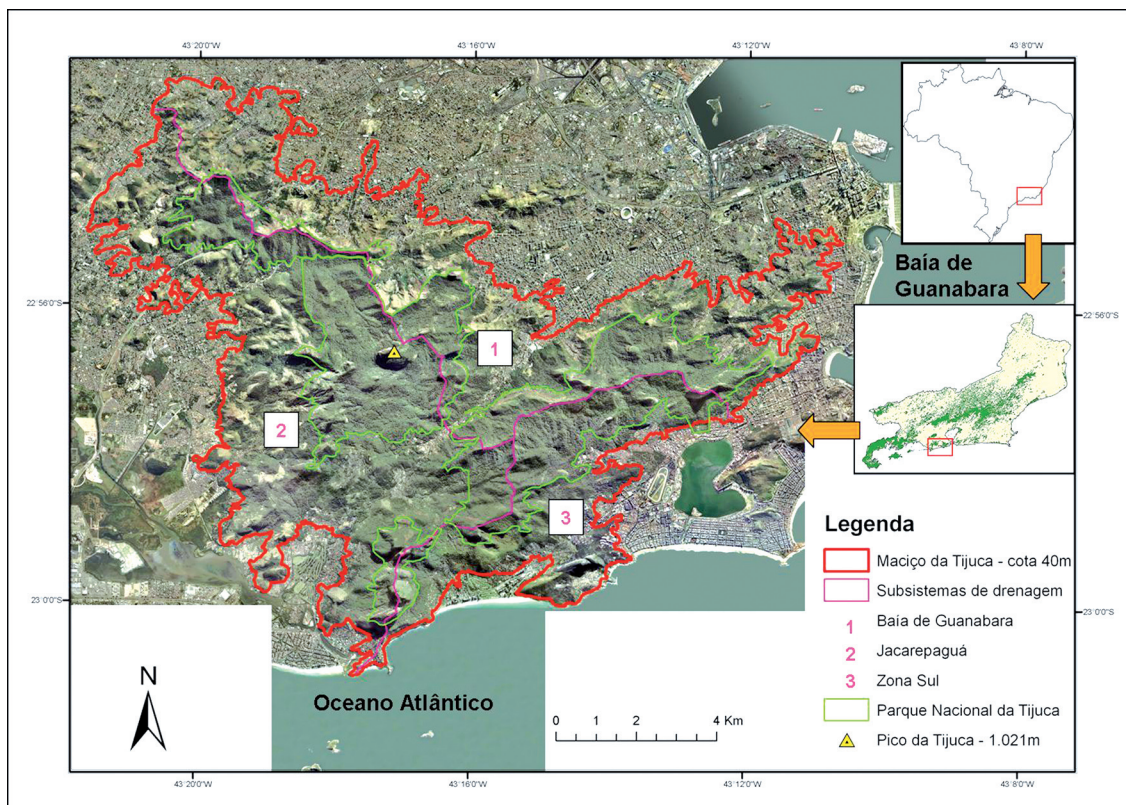 43°20'0"W
43°16'0"W
43°12'0"W
43°8'0"W
22°56'0"S
22°56'0"S
Baía de
Guanabara
1
2
3
Legenda
Maciço da Tijuca - cota 40m
Subsistemas de drenagem
1 Baía de Guanabara
2 Jacarepaguá
3 Zona Sul
Parque Nacional da Tijuca
Pico da Tijuca - 1.021m
23°0'0"S
23°0'0"S
N
Oceano Atlântico
0 1 2 4 Km
43°20'0"W
43°16'0"W
43°12'0"W
43°8'0"W